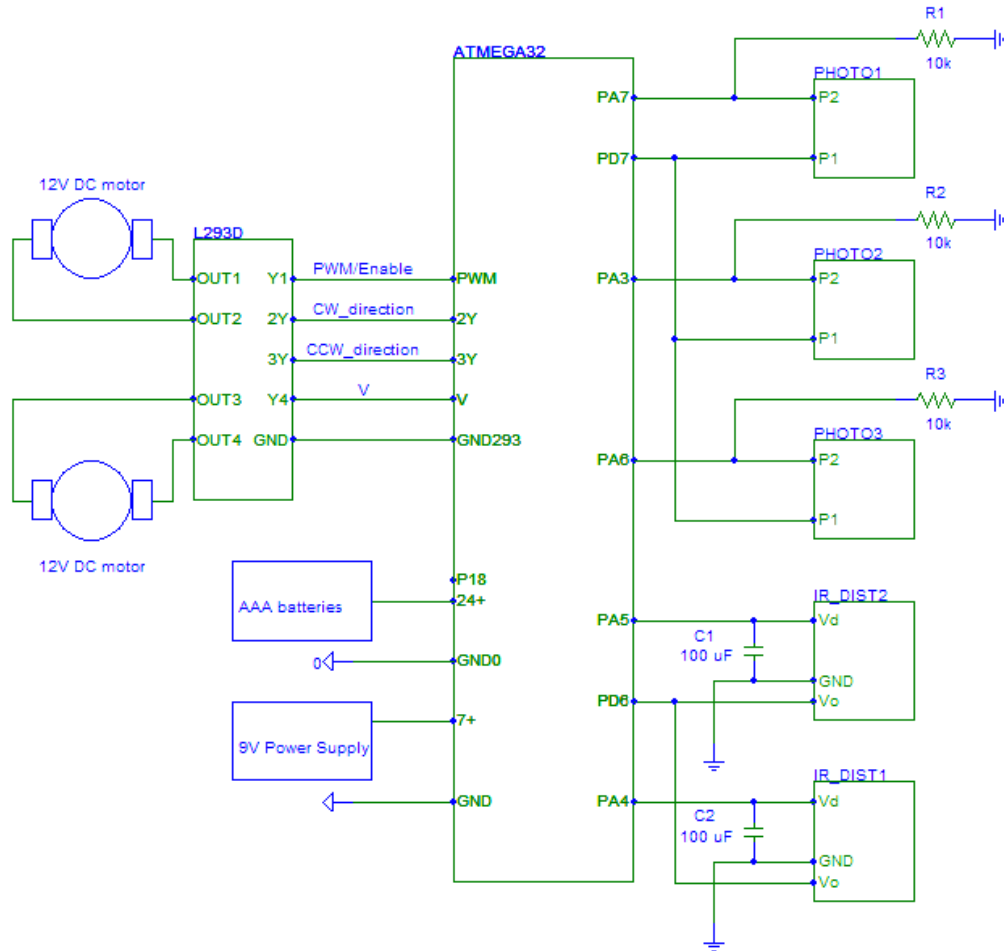 R1
10k
ATMEGA32
PHOTO1
PA7
P2
PD7
P1
12V DC motor
L293D
OUT1
Y1
PWM/Enable
PWM
OUT2
2Y
CW_direction
2Y
3Y
CCW_direction
3Y
OUT3
Y4
V
V
OUT4
GND
GND293
12V DC motor
R2
10k
PHOTO2
PA3
P2
P1
R3
10k
PHOTO3
PA6
P2
P1
AAA batteries
P18
24+
0
GND0
9V Power Supply
7+
GND
IR_DIST2
PA5
Vd
C1
100 uF
GND
PD6
Vo
IR_DIST1
PA4
Vd
C2
100 uF
GND
Vo